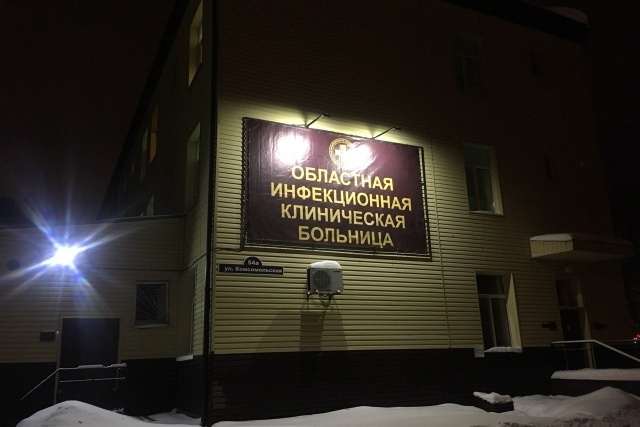 ОБЛАСТНАЯ
ИНФЕКЦИОННАЯ
КЛИНИЧЕСКАЯ
БОЛЬНИЦА
54а
ул. Комсомольская